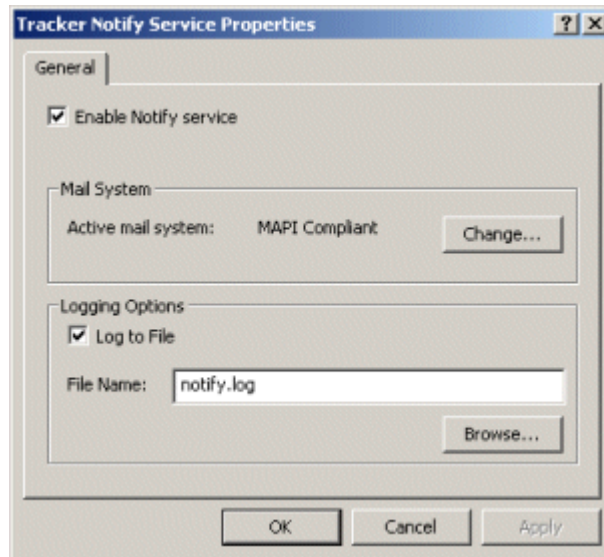 Tracker Notify Service Properties
General
Enable Notify service
Mail System
Active mail system: MAPI Compliant Change...
Logging Options
Log to File
File Name: notify.log
Browse...
OK Cancel Apply